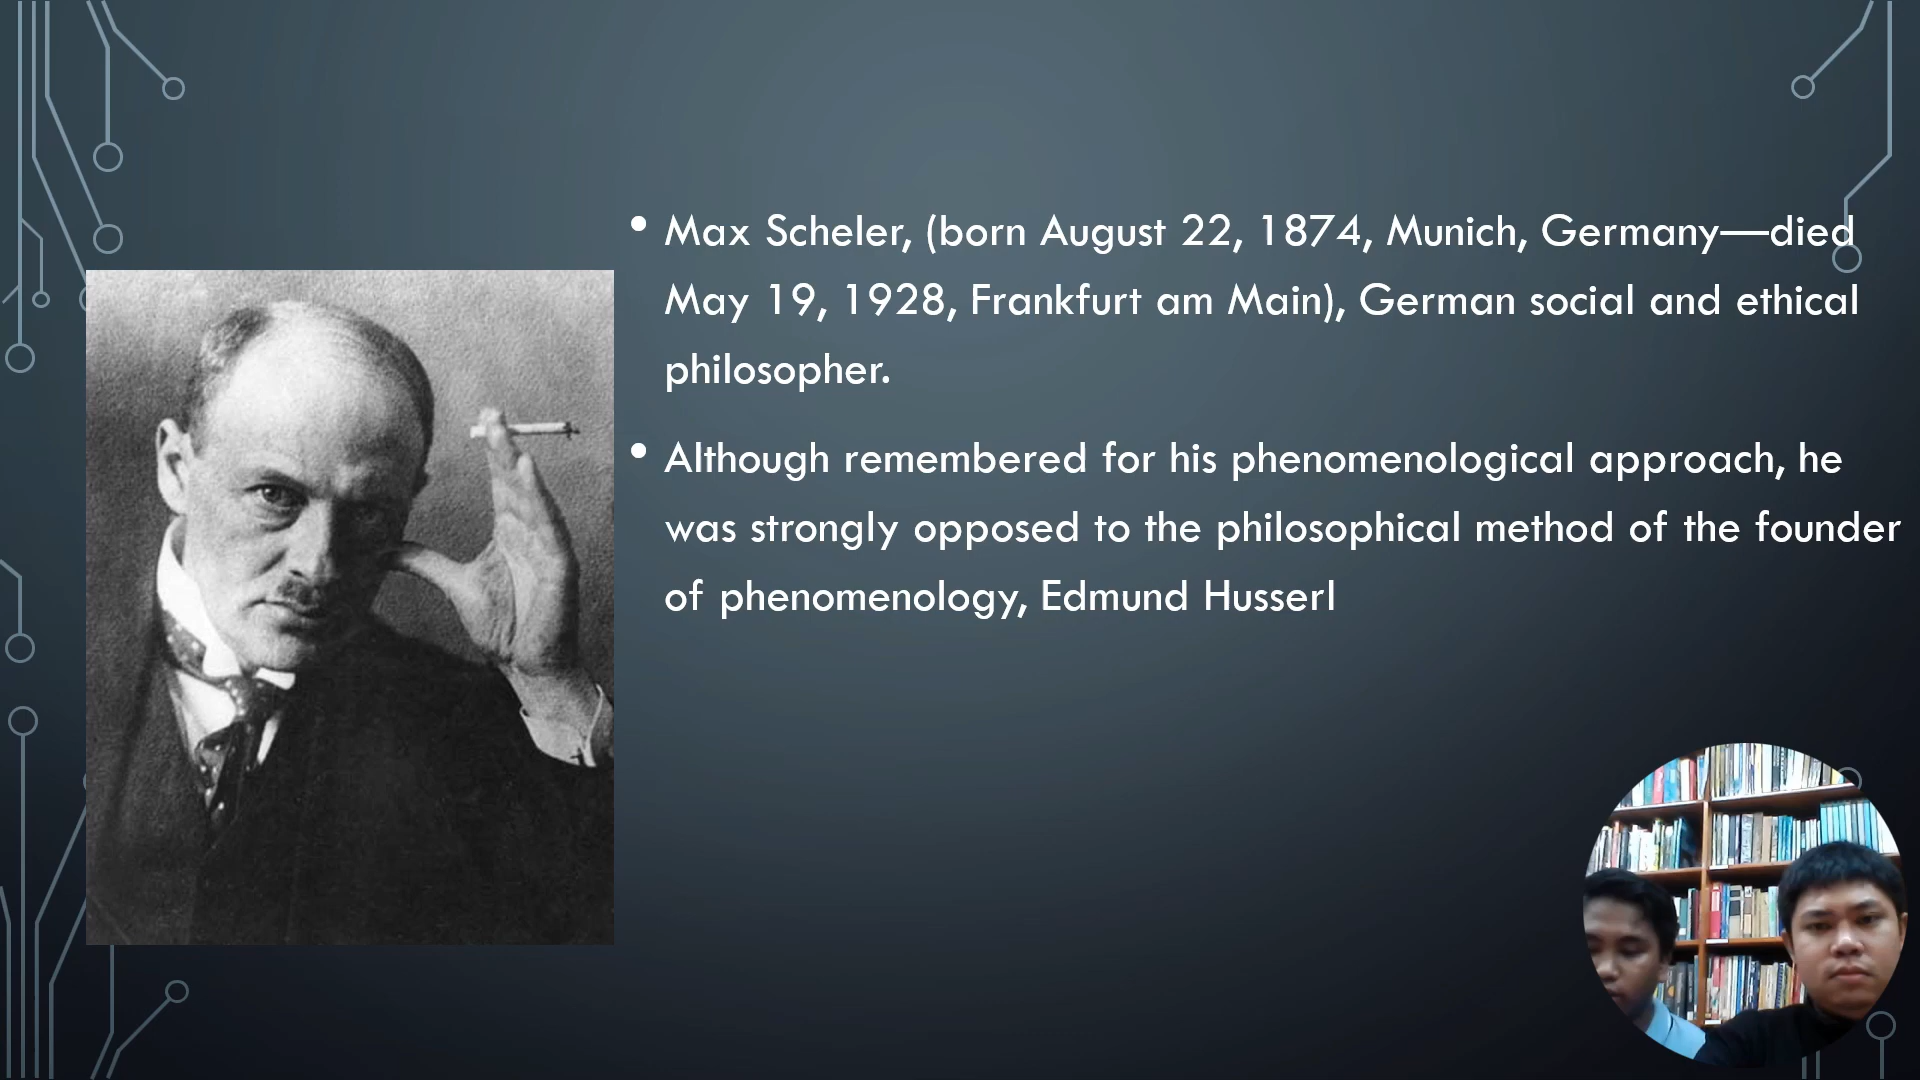 • Max Scheler, (born August 22, 1874, Munich, Germany—died
May 19, 1928, Frankfurt am Main), German social and ethical
philosopher.
• Although remembered for his phenomenological approach, he
was strongly opposed to the philosophical method of the founder
of phenomenology, Edmund Husserl